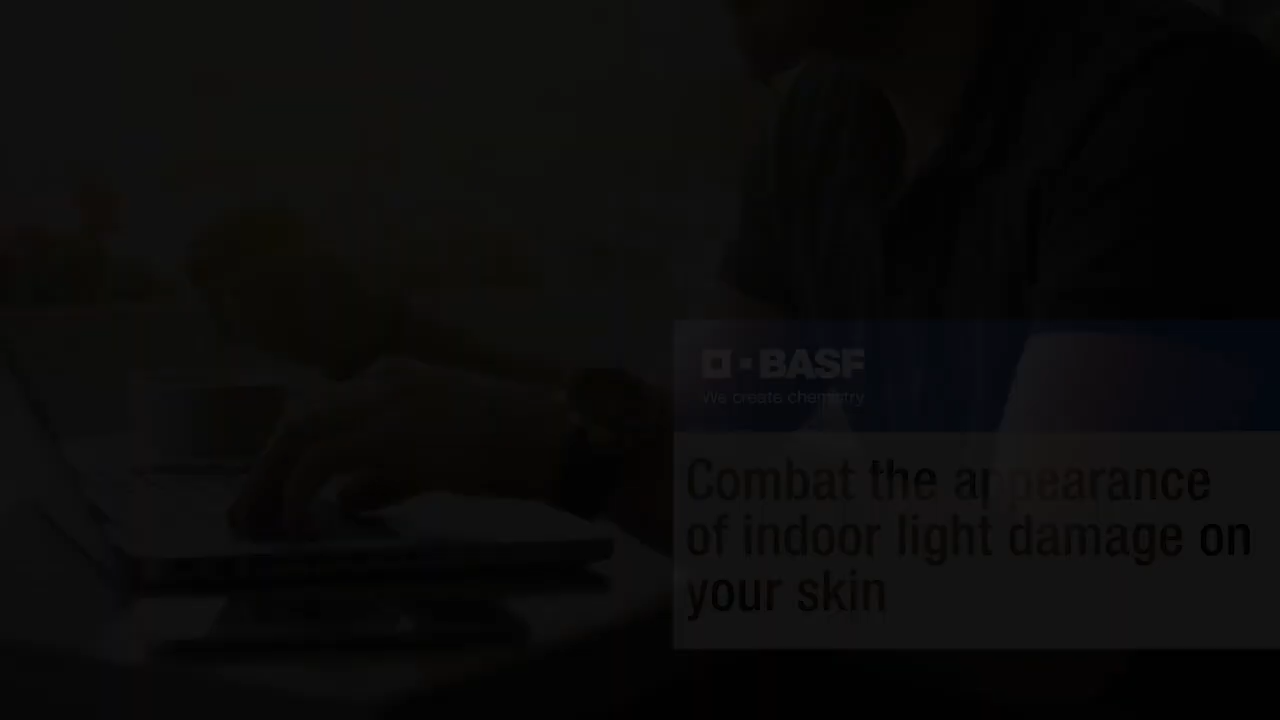 BASF
We create chemistry
Combat the appearance
of indoor light damage on
your skin